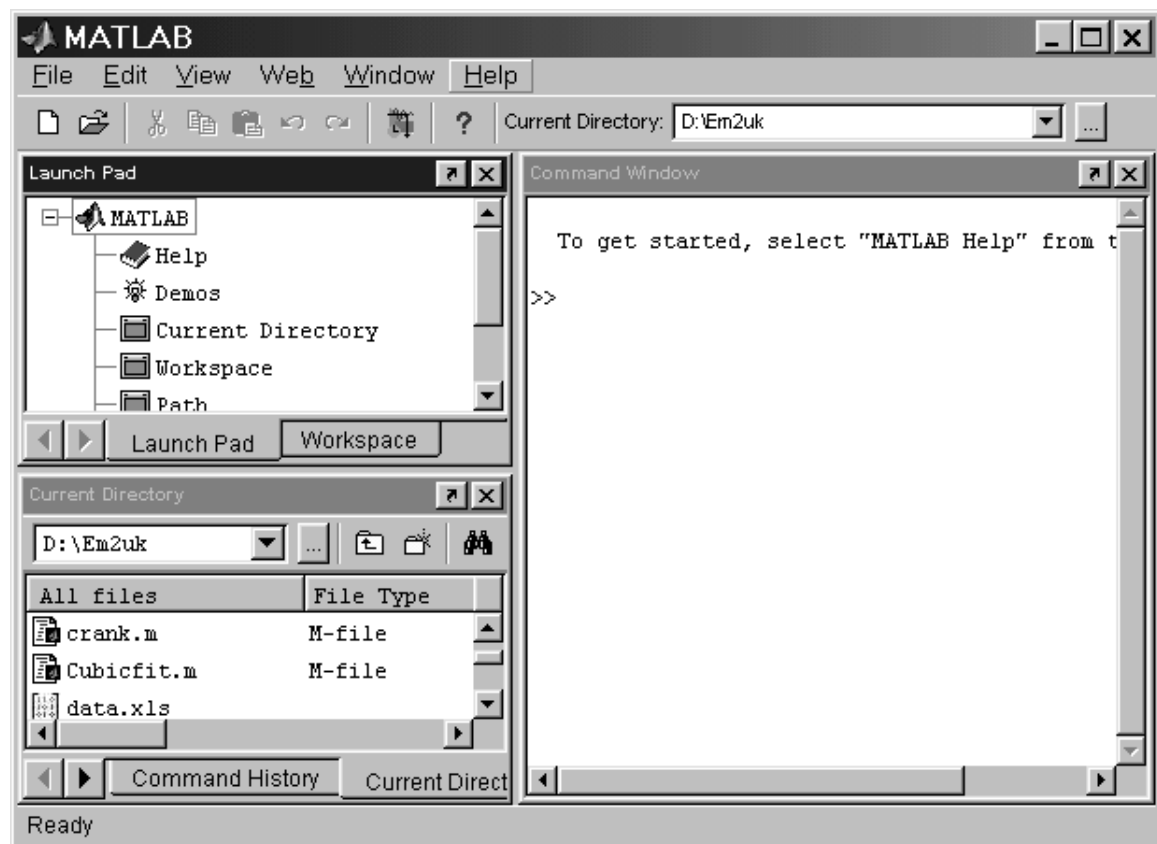 MATLAB
File Edit View Web Window Help
? Current Directory: D:\Em2uk ...
Launch Pad
MATLAB
Help
Demos
Current Directory
Workspace
Path
Launch Pad Workspace
Current Directory
D:\Em2uk ...
All files File Type
crank.m M-file
Cubicfit.m M-file
data.xls
Command History Current Direct
Command Window
To get started, select "MATLAB Help" from t
>>
Ready